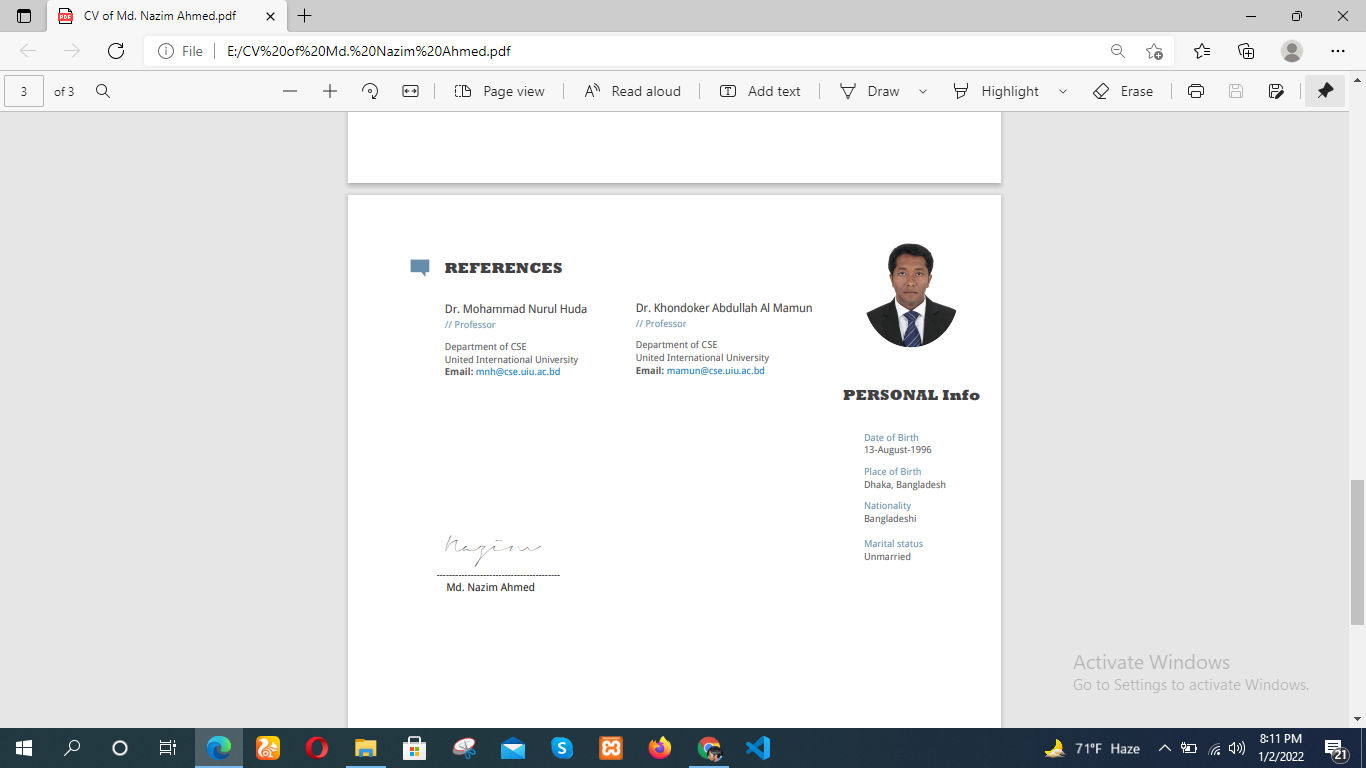 CV of Md. Nazim Ahmed.pdf
File
E:/CV%20of%20Md.%20Nazim%20Ahmed.pdf
3 of 3
Page view
Read aloud
Add text
Draw
Highlight
Erase
REFERENCES
Dr. Mohammad Nurul Huda
// Professor
Department of CSE
United International University
Email: mnh@cse.uiu.ac.bd
Dr. Khondoker Abdullah Al Mamun
// Professor
Department of CSE
United International University
Email: mamun@cse.uiu.ac.bd
PERSONAL Info
Date of Birth
13-August-1996
Place of Birth
Dhaka, Bangladesh
Nationality
Bangladeshi
Marital status
Unmarried
Nazim
Md. Nazim Ahmed
Activate Windows
Go to Settings to activate Windows.
71°F Haze
8:11 PM
1/2/2022
21